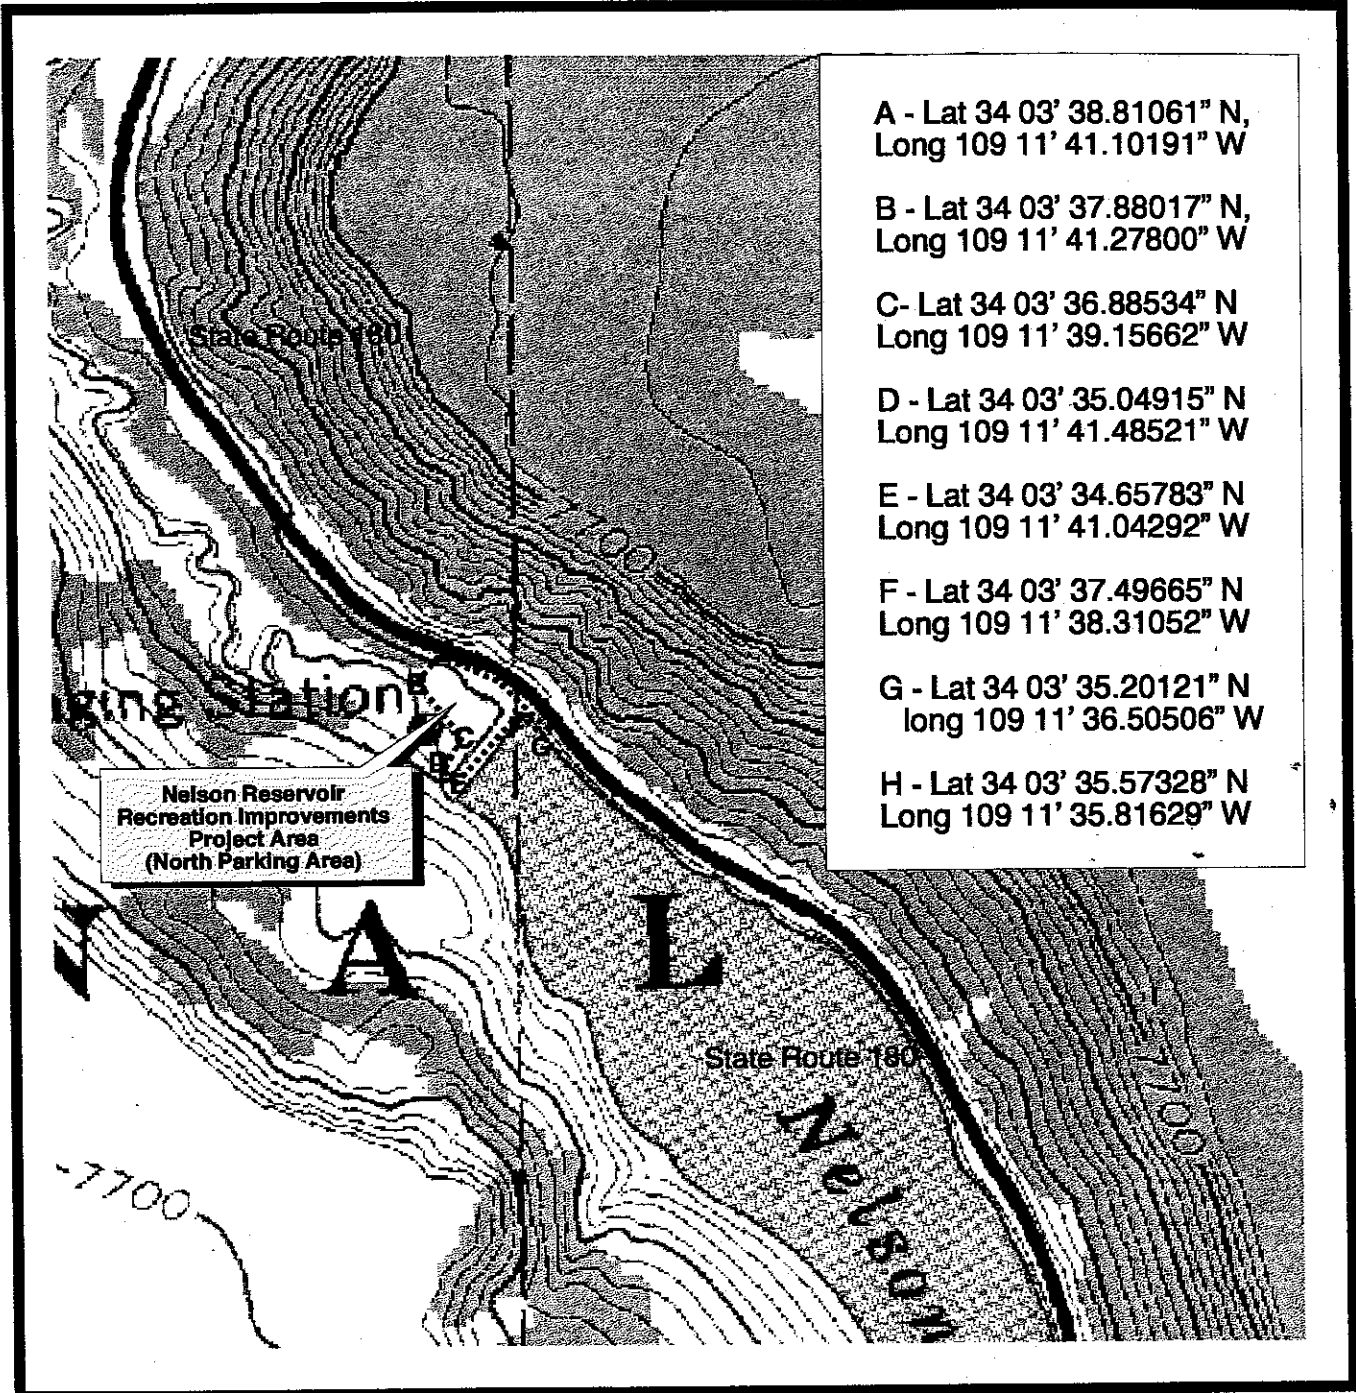 A - Lat 34 03' 38.81061" N,
Long 109 11' 41.10191" W
B - Lat 34 03' 37.88017" N,
Long 109 11' 41.27800" W
C- Lat 34 03' 36.88534" N
Long 109 11' 39.15662" W
D - Lat 34 03' 35.04915" N
Long 109 11' 41.48521" W
E - Lat 34 03' 34.65783" N
Long 109 11' 41.04292" W
F - Lat 34 03' 37.49665" N
Long 109 11' 38.31052" W
G - Lat 34 03' 35.20121" N
long 109 11' 36.50506" W
H - Lat 34 03' 35.57328" N
Long 109 11' 35.81629" W
State Route 180
7700
ging Station
B
C
G
D
E
Nelson Reservoir
Recreation Improvements
Project Area
(North Parking Area)
N A L
State Route 180
Nelson
7700
7700